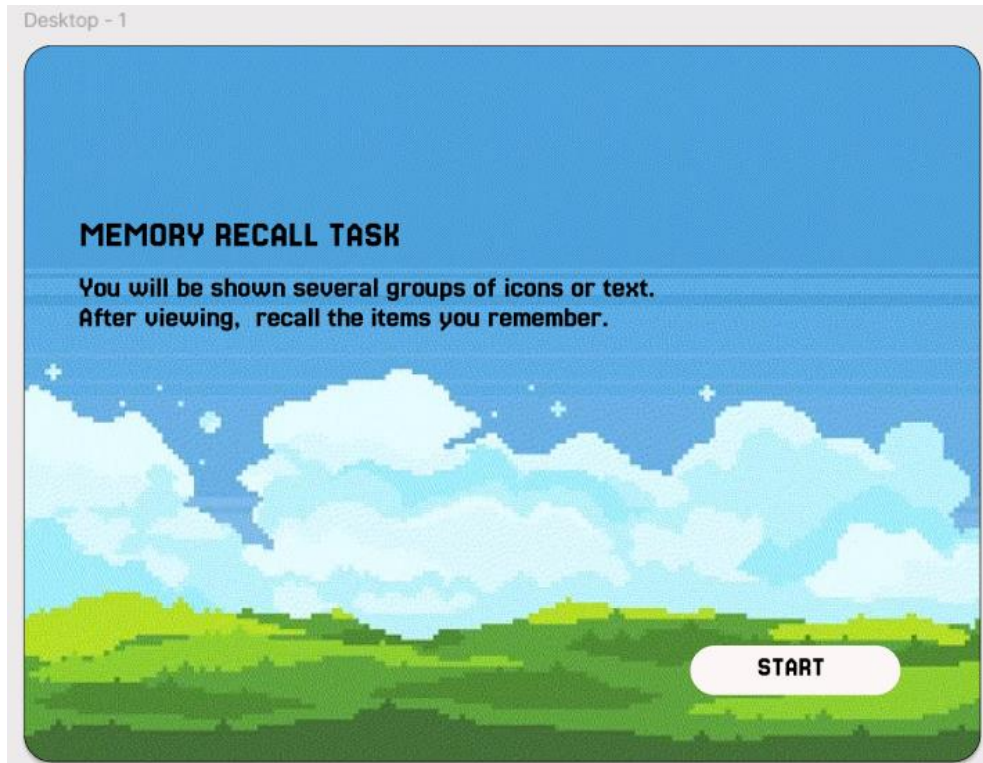 Desktop - 1
MEMORY RECALL TASK
You will be shown several groups of icons or text.
After viewing,  recall the items you remember.
START